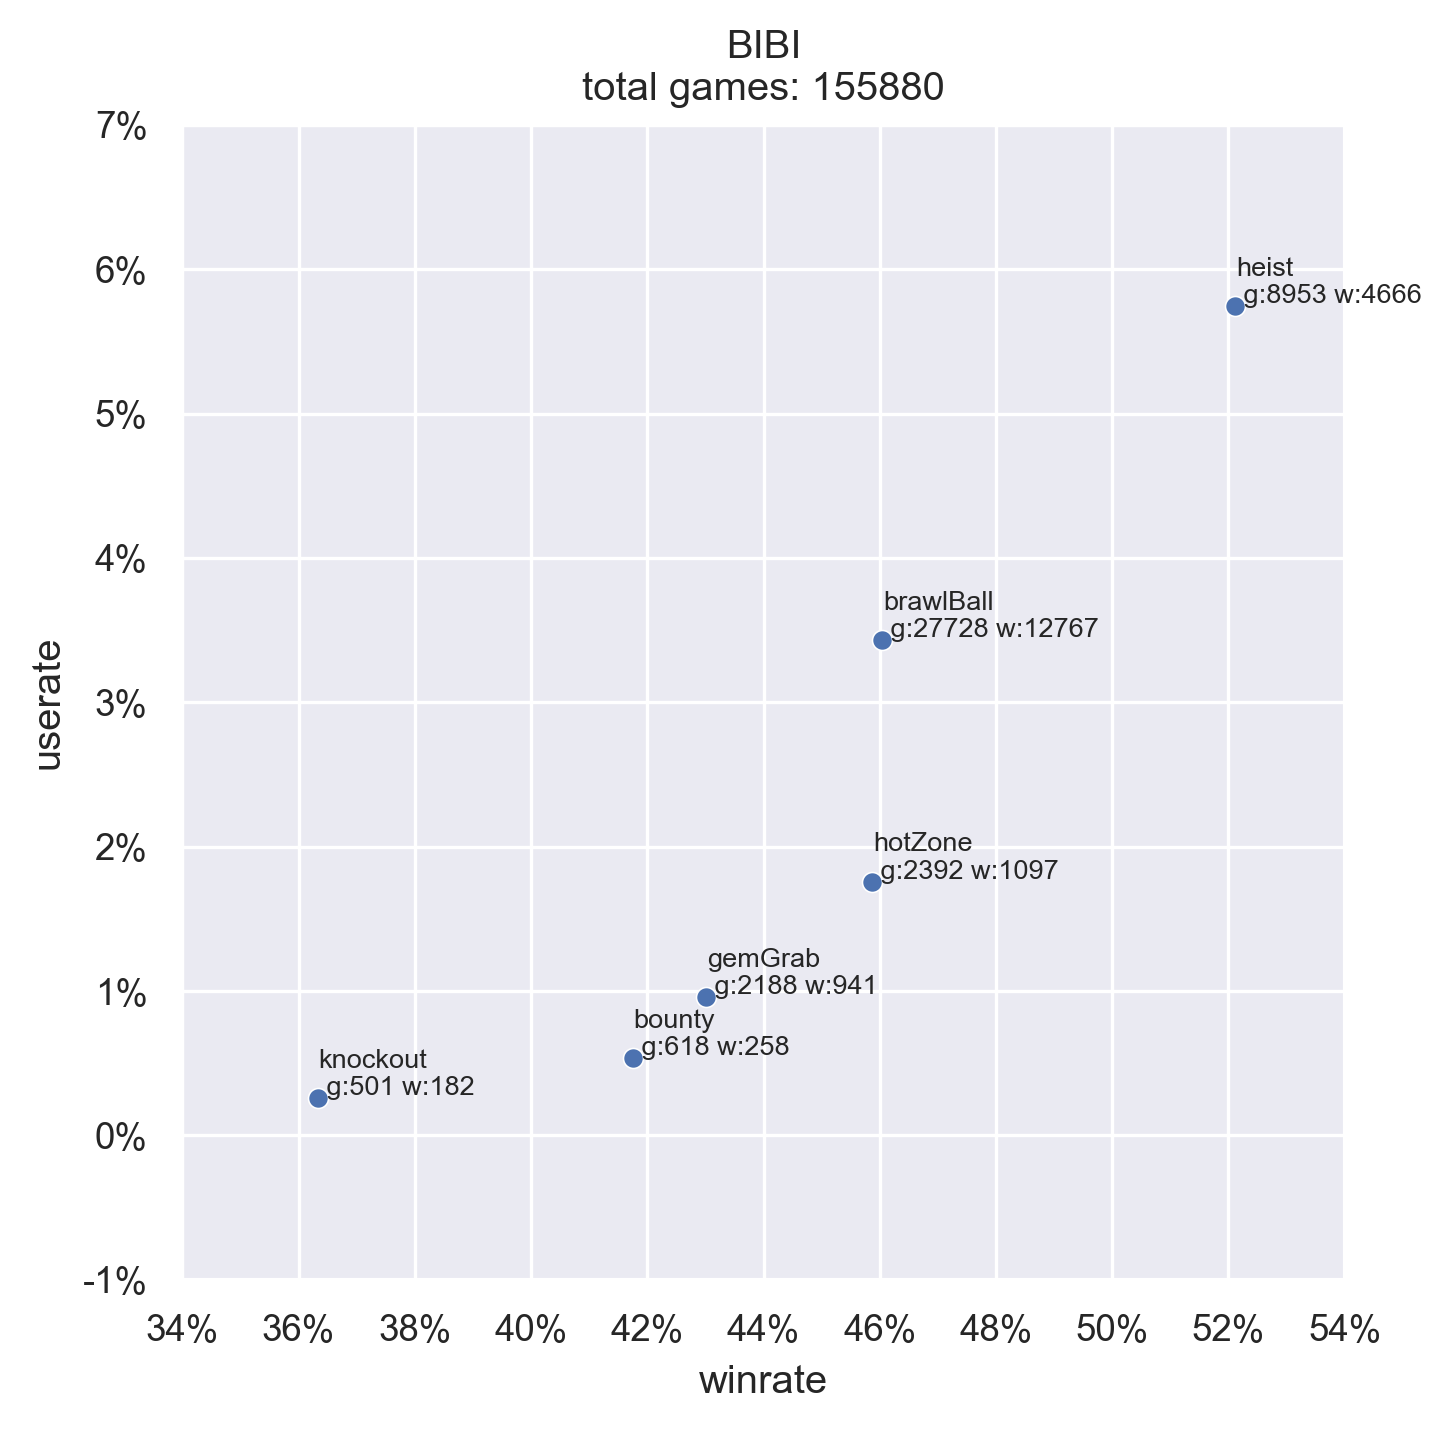 BIBI
total games: 155880
7%
6%
5%
4%
3%
2%
1%
0%
-1%
userate
heist
g:8953 w:4666
brawlBall
g:27728 w:12767
hotZone
g:2392 w:1097
gemGrab
g:2188 w:941
bounty
g:618 w:258
knockout
g:501 w:182
34% 36% 38% 40% 42% 44% 46% 48% 50% 52% 54%
winrate